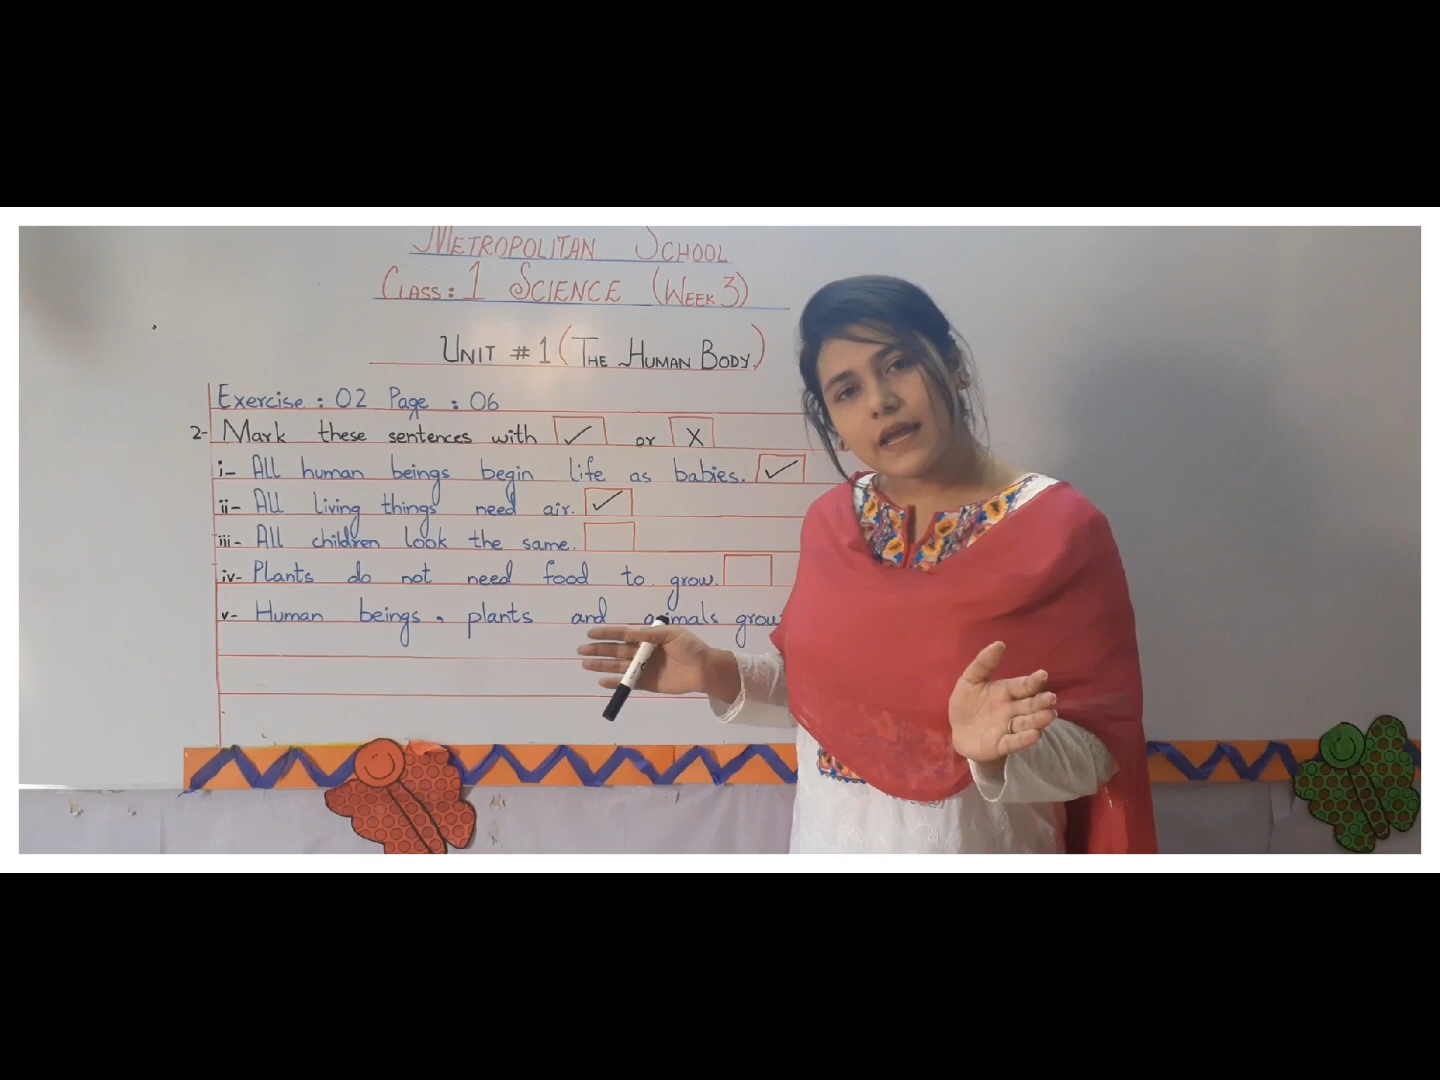 METROPOLITAN SCHOOL
CLASS: 1 SCIENCE (WEEK 3)
UNIT # 1 (THE HUMAN BODY)
Exercise : 02 Page : 06
2- Mark these sentences with ✓ or X
i- All human beings begin life as babies. ✓
ii- All living things need air. ✓
iii- All children look the same.
iv- Plants do not need food to grow.
v- Human beings, plants and animals grow